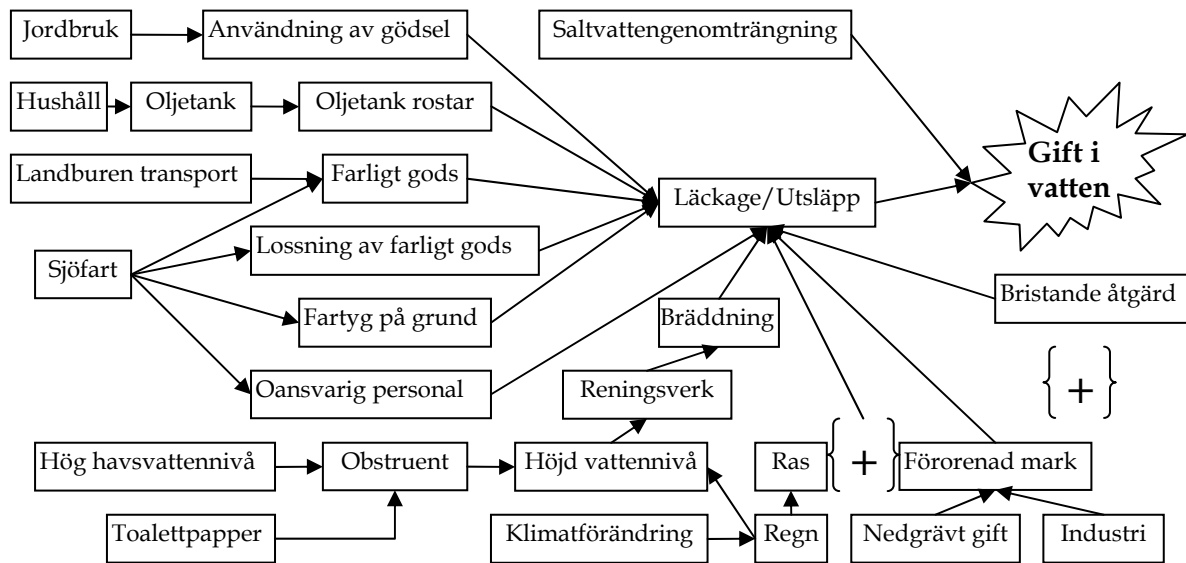 Jordbruk
Användning av gödsel
Saltvattengenomträngning
Hushåll
Oljetank
Oljetank rostar
Gift i
vatten
Landburen transport
Farligt gods
Läckage/Utsläpp
Sjöfart
Lossning av farligt gods
Fartyg på grund
Bräddning
Bristande åtgärd
Oansvarig personal
Reningsverk
{ + }
Hög havsvattennivå
Obstruent
Höjd vattennivå
Ras
{ + }
Förorenad mark
Toalettpapper
Klimatförändring
Regn
Nedgrävt gift
Industri